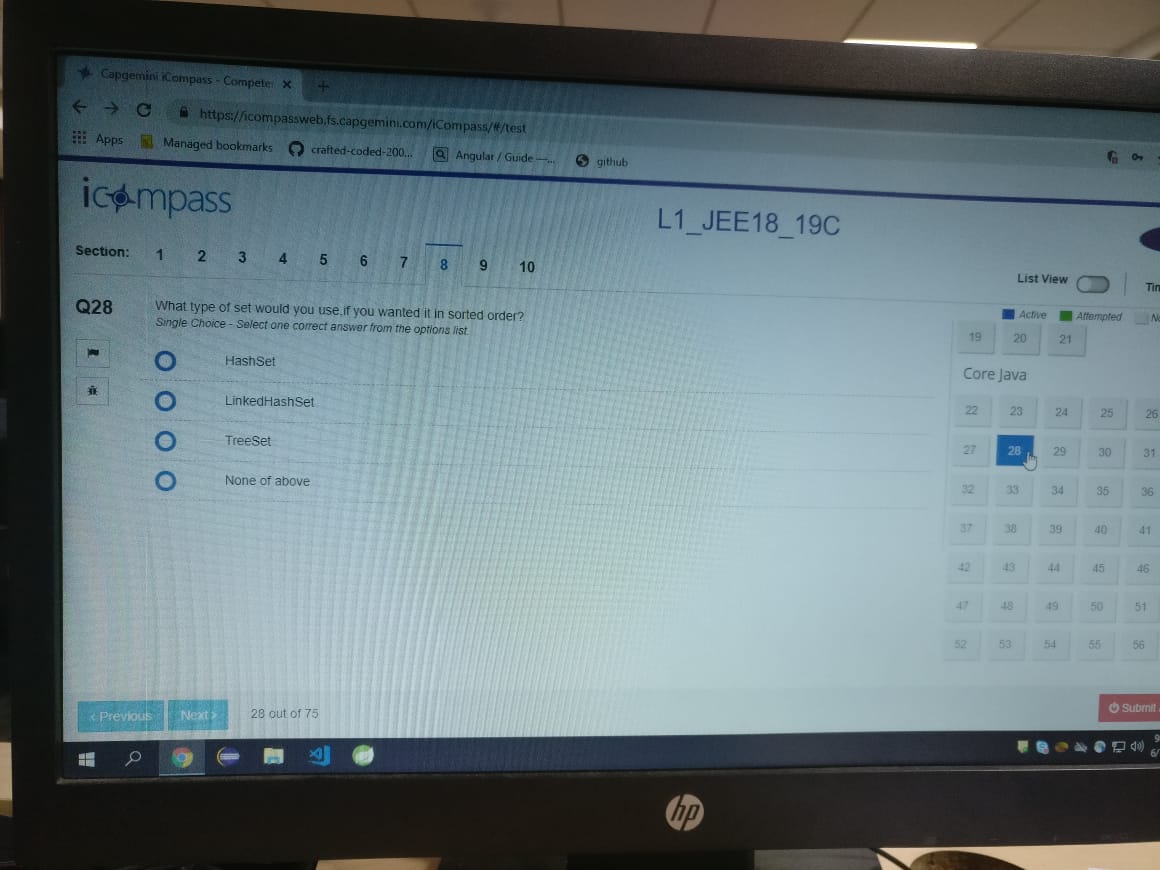 Capgemini iCompass - Compete
https://icompassweb.fs.capgemini.com/iCompass/#/test
Apps Managed bookmarks crafted-coded-200... Angular / Guide —... github
icompass
L1_JEE18_19C
Section: 1 2 3 4 5 6 7 8 9 10
List View
Active Attempted
Q28
What type of set would you use,if you wanted it in sorted order?
Single Choice - Select one correct answer from the options list.
HashSet
LinkedHashSet
TreeSet
None of above
19 20 21
Core Java
22 23 24 25 26
27 28 29 30 31
32 33 34 35 36
37 38 39 40 41
42 43 44 45 46
47 48 49 50 51
52 53 54 55 56
< Previous Next > 28 out of 75
Submit
hp